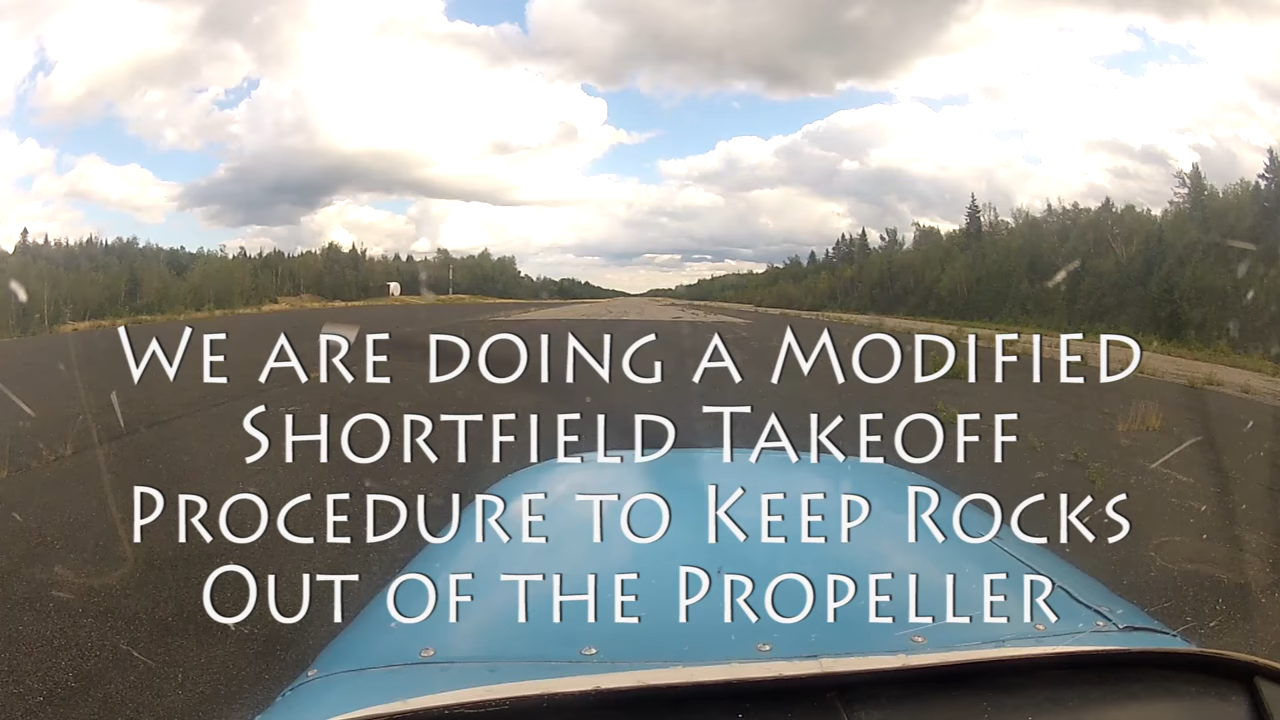 We are doing a Modified
Shortfield Takeoff
Procedure to Keep Rocks
Out of the Propeller